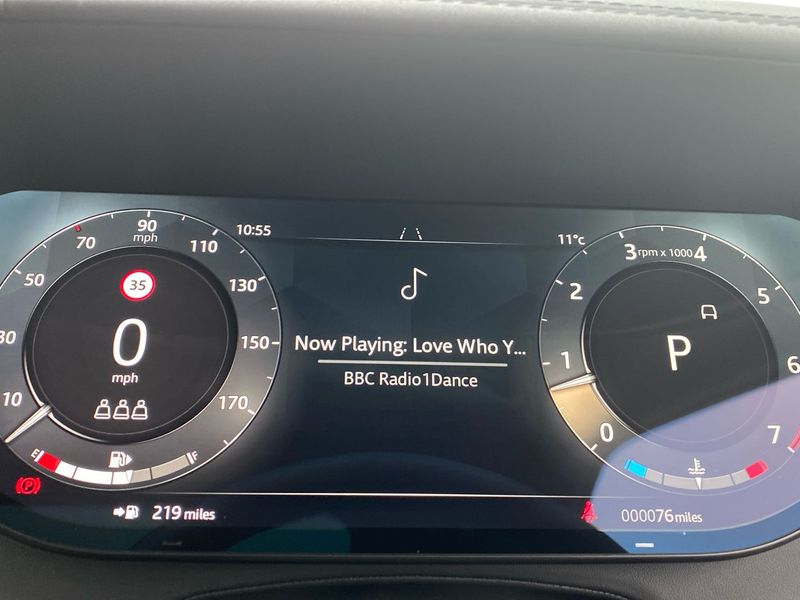 90
mph
70
110
50
130
30
150
10
170
35
0
mph
E
F
P
219 miles
10:55
11°c
Now Playing: Love Who Y...
BBC Radio1Dance
3 rpm x 1000 4
2
5
1
6
0
7
P
000076 miles